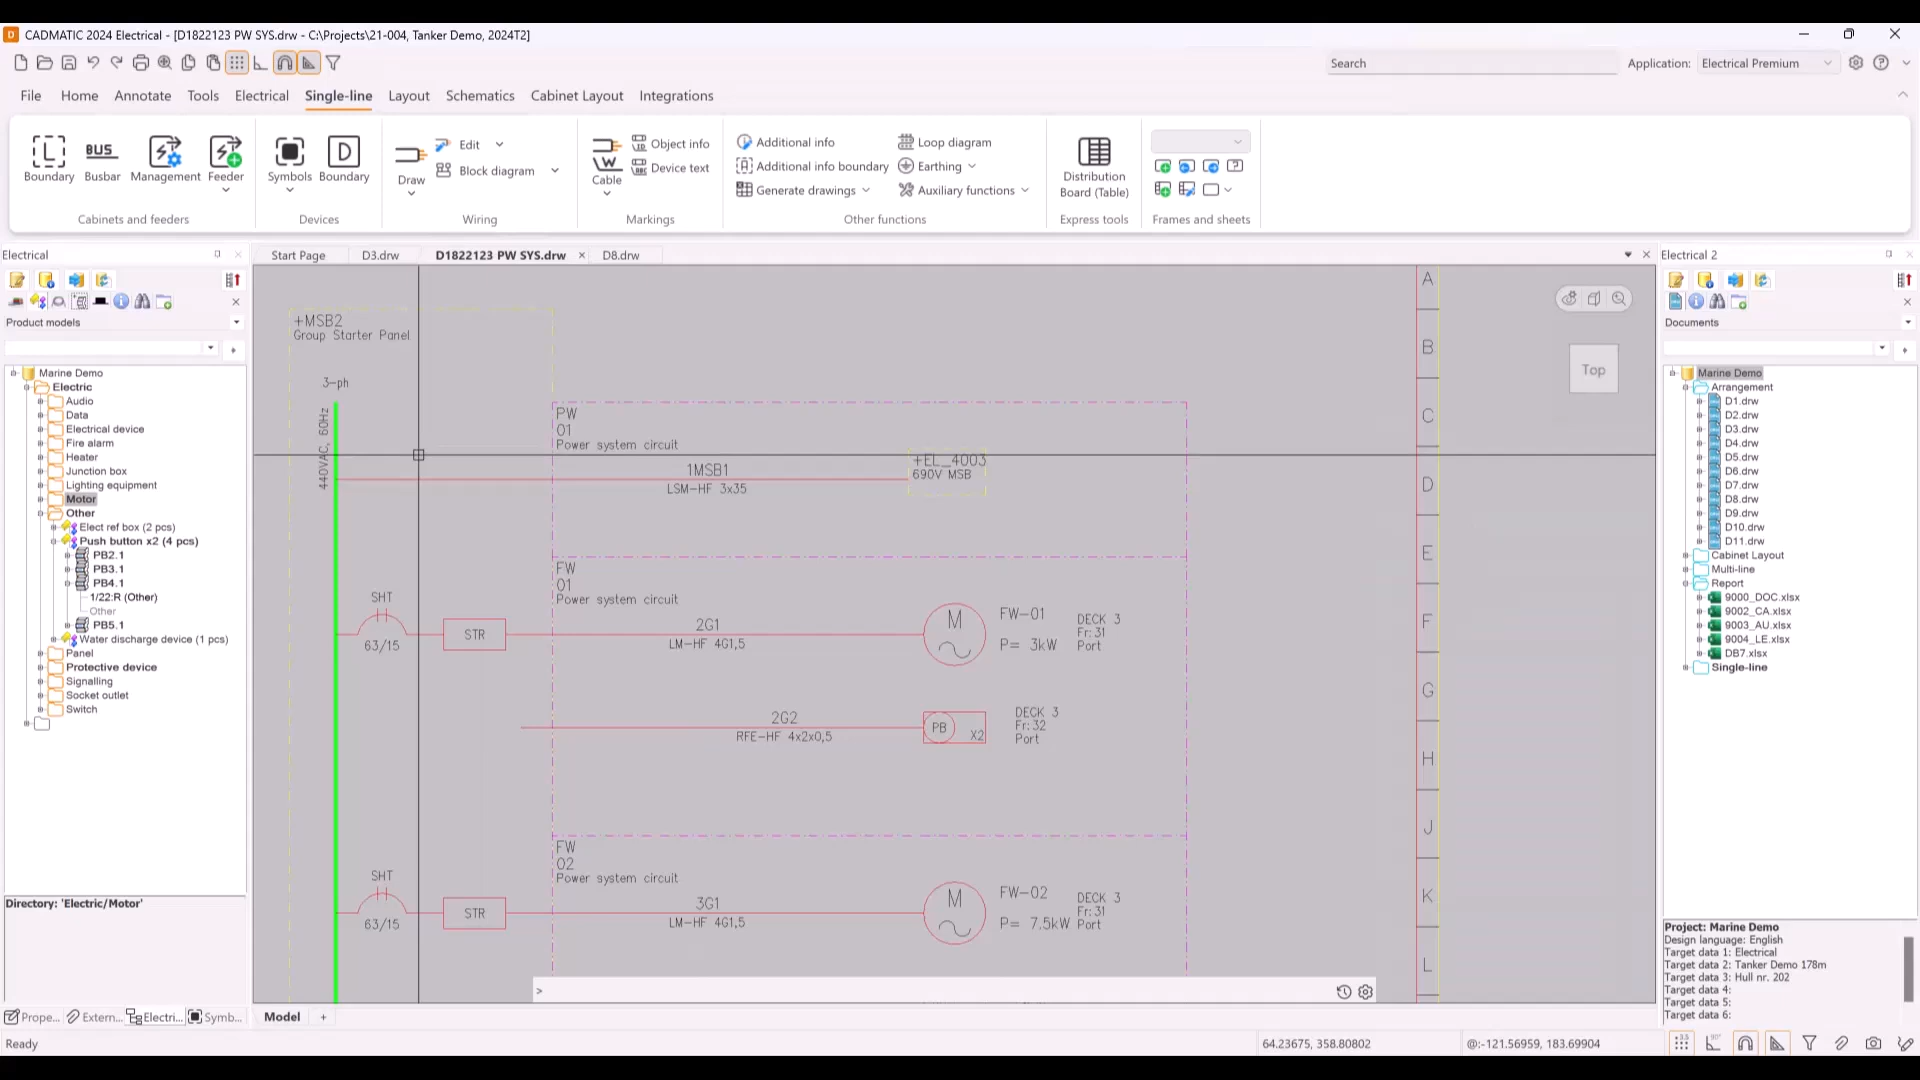 CADMATIC 2024 Electrical - [D1822123 PW SYS.drw - C:\Projects\21-004, Tanker Demo, 2024T2]
Search
Application: Electrical Premium
File Home Annotate Tools Electrical Single-line Layout Schematics Cabinet Layout Integrations
Boundary
BUS
Busbar
Management
Feeder
Cabinets and feeders
Symbols
D
Boundary
Devices
Draw
Edit
Block diagram
Wiring
Cable
Object info
Device text
Markings
Additional info
Additional info boundary
Generate drawings
Loop diagram
Earthing
Auxiliary functions
Other functions
Distribution
Board (Table)
Express tools
Frames and sheets
Electrical
Start Page D3.drw D1822123 PW SYS.drw D8.drw
Electrical 2
Product models
Marine Demo
Electric
Audio
Data
Electrical device
Fire alarm
Heater
Junction box
Lighting equipment
Motor
Other
Elect ref box (2 pcs)
Push button x2 (4 pcs)
PB2.1
PB3.1
PB4.1
1/22:R (Other)
Other
PB5.1
Water discharge device (1 pcs)
Panel
Protective device
Signalling
Socket outlet
Switch
Directory: 'Electric/Motor'
Prope... Extern... Electri... Symb...
+MSB2
Group Starter Panel
3-ph
440VAC, 60Hz
PW
01
Power system circuit
1MSB1
LSM-HF 3x35
+EL_4003
690V MSB
FW
01
Power system circuit
SHT
63/15
STR
2G1
LM-HF 4G1,5
M
FW-01
P= 3kW
DECK 3
Fr:31
Port
2G2
RFE-HF 4x2x0,5
PB
X2
DECK 3
Fr:32
Port
FW
02
Power system circuit
SHT
63/15
STR
3G1
LM-HF 4G1,5
M
FW-02
P= 7.5kW
DECK 3
Fr:31
Port
A
B
C
D
E
F
G
H
J
K
L
Top
>
Model +
Documents
Marine Demo
Arrangement
D1.drw
D2.drw
D3.drw
D4.drw
D5.drw
D6.drw
D7.drw
D8.drw
D9.drw
D10.drw
D11.drw
Cabinet Layout
Multi-line
Report
9000_DOC.xlsx
9002_CA.xlsx
9003_AU.xlsx
9004_LE.xlsx
DB7.xlsx
Single-line
Project: Marine Demo
Design language: English
Target data 1: Electrical
Target data 2: Tanker Demo 178m
Target data 3: Hull nr. 202
Target data 4:
Target data 5:
Target data 6:
Ready
64.23675, 358.80802
@:-121.56959, 183.69904